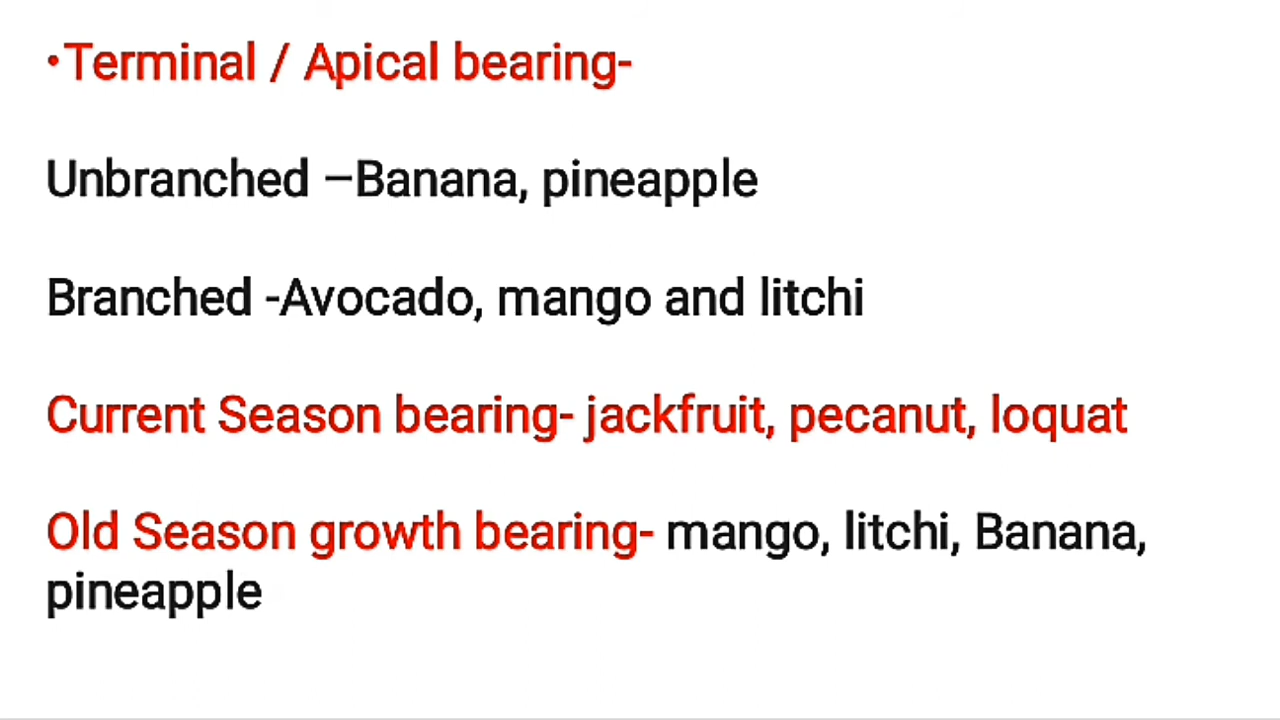 •Terminal / Apical bearing-
Unbranched –Banana, pineapple
Branched -Avocado, mango and litchi
Current Season bearing- jackfruit, pecanut, loquat
Old Season growth bearing- mango, litchi, Banana,
pineapple